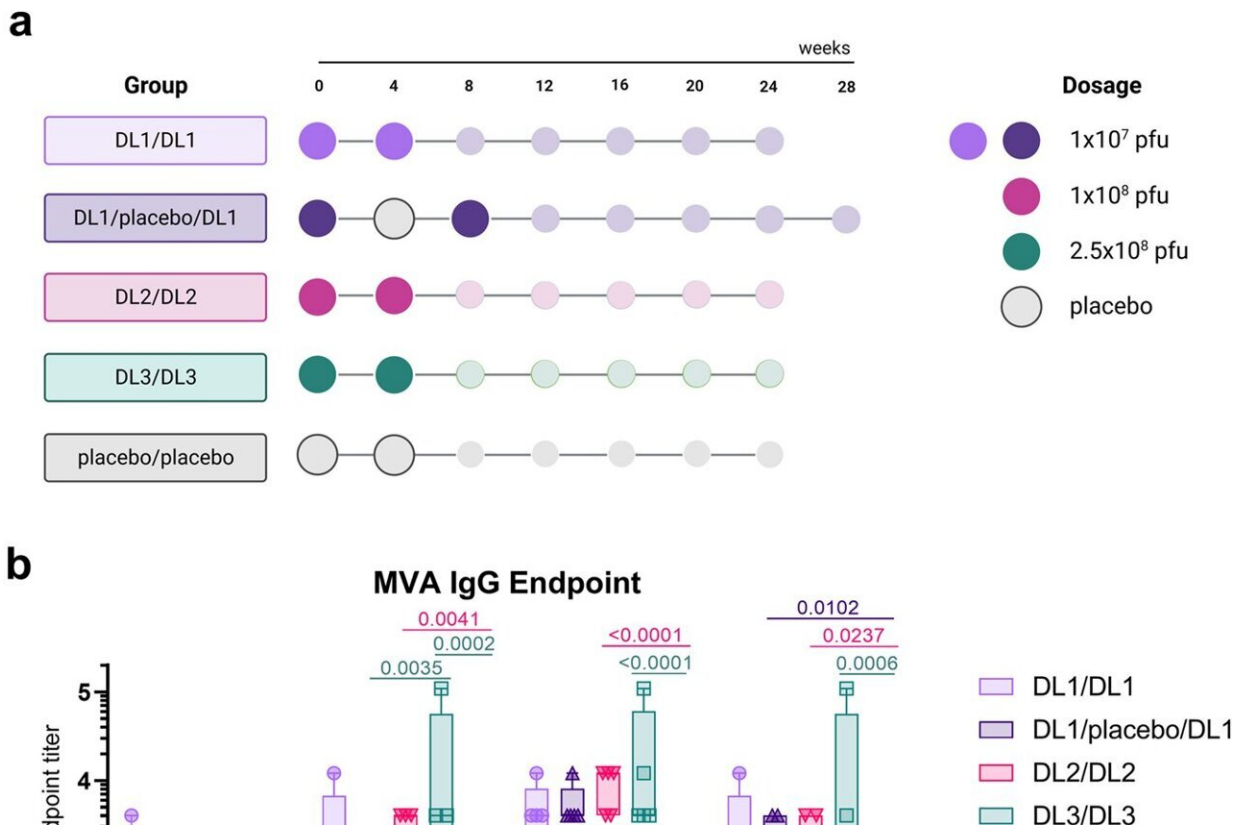 a
weeks
Group 0 4 8 12 16 20 24 28 Dosage
DL1/DL1 1x10⁷ pfu
DL1/placebo/DL1 1x10⁸ pfu
DL2/DL2 2.5x10⁸ pfu
DL3/DL3 placebo
placebo/placebo
b
MVA IgG Endpoint
0.0102
0.0041
<0.0001 0.0237
0.0002
0.0035 <0.0001 0.0006
5
4
DL1/DL1
DL1/placebo/DL1
DL2/DL2
DL3/DL3
titer